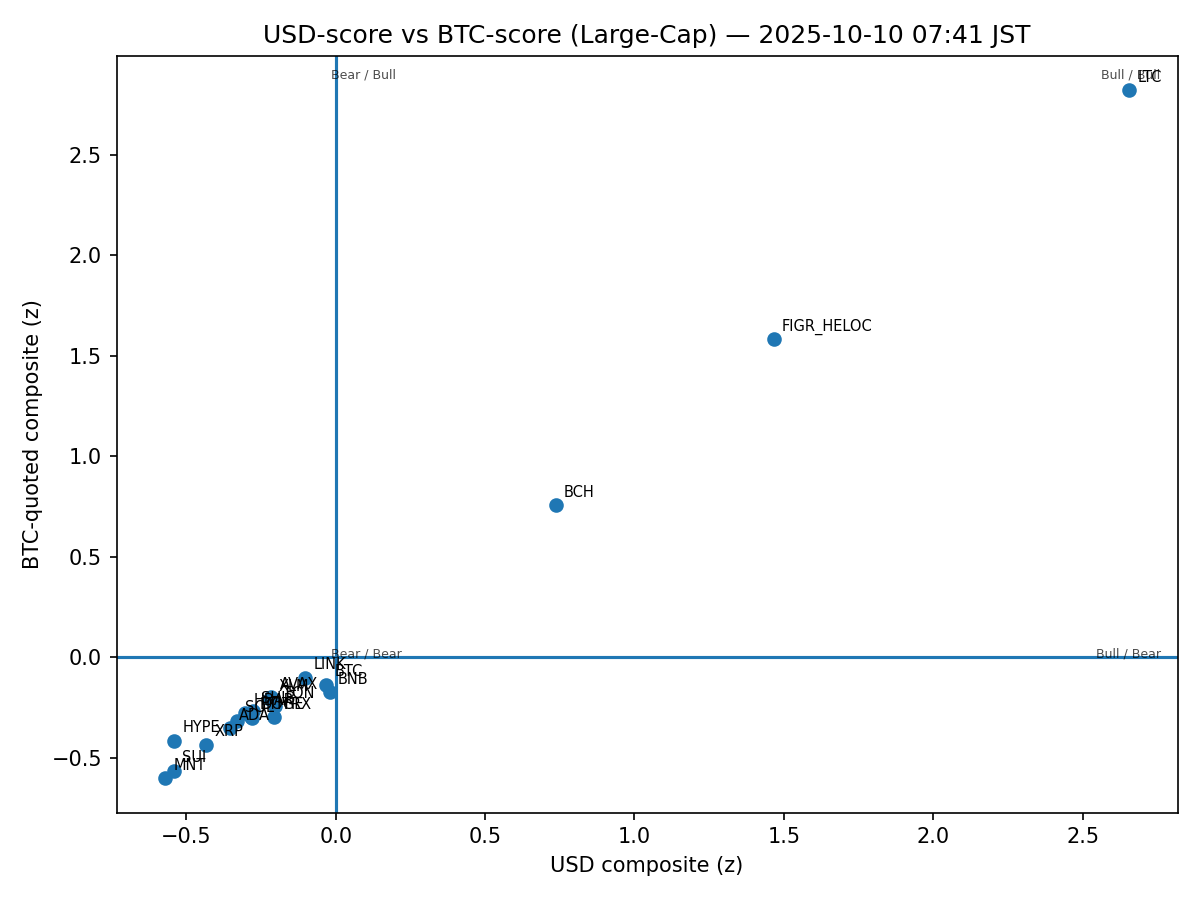 USD-score vs BTC-score (Large-Cap) — 2025-10-10 07:41 JST
Bear / Bull
Bull / Bull
LTC
2.5
2.0
FIGR_HELOC
1.5
BTC-quoted composite (z)
1.0
BCH
0.5
0.0
Bear / Bear
Bull / Bear
LINK
BTC
BNB
AVAX
HYPE
ADA
XRP
SUI
MNT
−0.5
−0.5
0.0
0.5
1.0
1.5
2.0
2.5
USD composite (z)